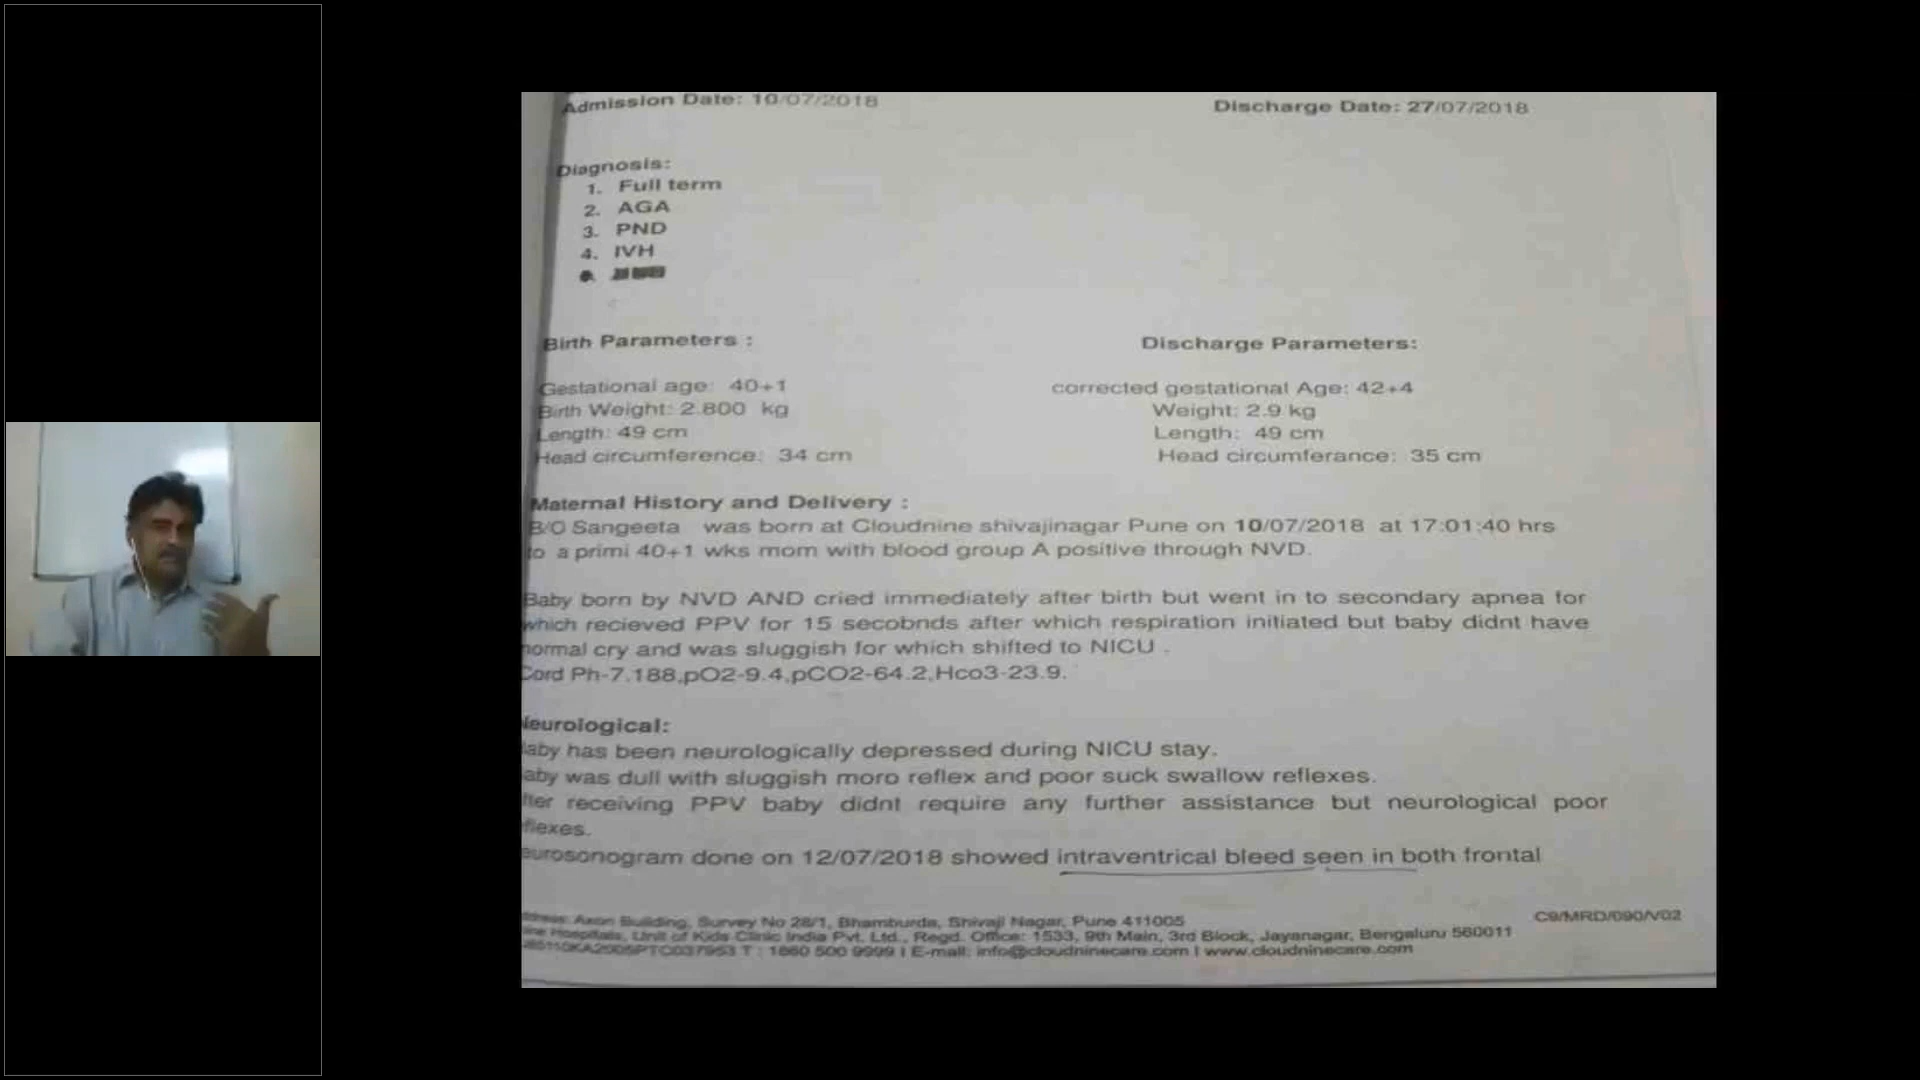 Admission Date: 10/07/2018
Discharge Date: 27/07/2018
Diagnosis:
1. Full term
2. AGA
3. PND
4. IVH
Birth Parameters :
Discharge Parameters:
Gestational age: 40+1
corrected gestational Age: 42+4
Birth Weight: 2.800 kg
Weight: 2.9 kg
Length: 49 cm
Length: 49 cm
Head circumference: 34 cm
Head circumferance: 35 cm
Maternal History and Delivery :
B/O Sangeeta was born at Cloudnine shivajinagar Pune on 10/07/2018 at 17:01:40 hrs
to a primi 40+1 wks mom with blood group A positive through NVD.
Baby born by NVD AND cried immediately after birth but went in to secondary apnea for
which recieved PPV for 15 secobnds after which respiration initiated but baby didnt have
normal cry and was sluggish for which shifted to NICU .
Cord Ph-7.188,pO2-9.4,pCO2-64.2,Hco3-23.9.
Neurological:
aby has been neurologically depressed during NICU stay.
aby was dull with sluggish moro reflex and poor suck swallow reflexes.
fter receiving PPV baby didnt require any further assistance but neurological poor
flexes.
eurosonogram done on 12/07/2018 showed intraventrical bleed seen in both frontal
C9/MRD/090/V02
Axon Building, Survey No 28/1, Bhamburda, Shivaji Nagar, Pune 411005
ine Hospitals, Unit of Kids Clinic India Pvt. Ltd., Regd. Office: 1533, 9th Main, 3rd Block, Jayanagar, Bengaluru 560011
T : 1860 500 9999 I E-mail: info@cloudninecare.com I www.cloudninecare.com